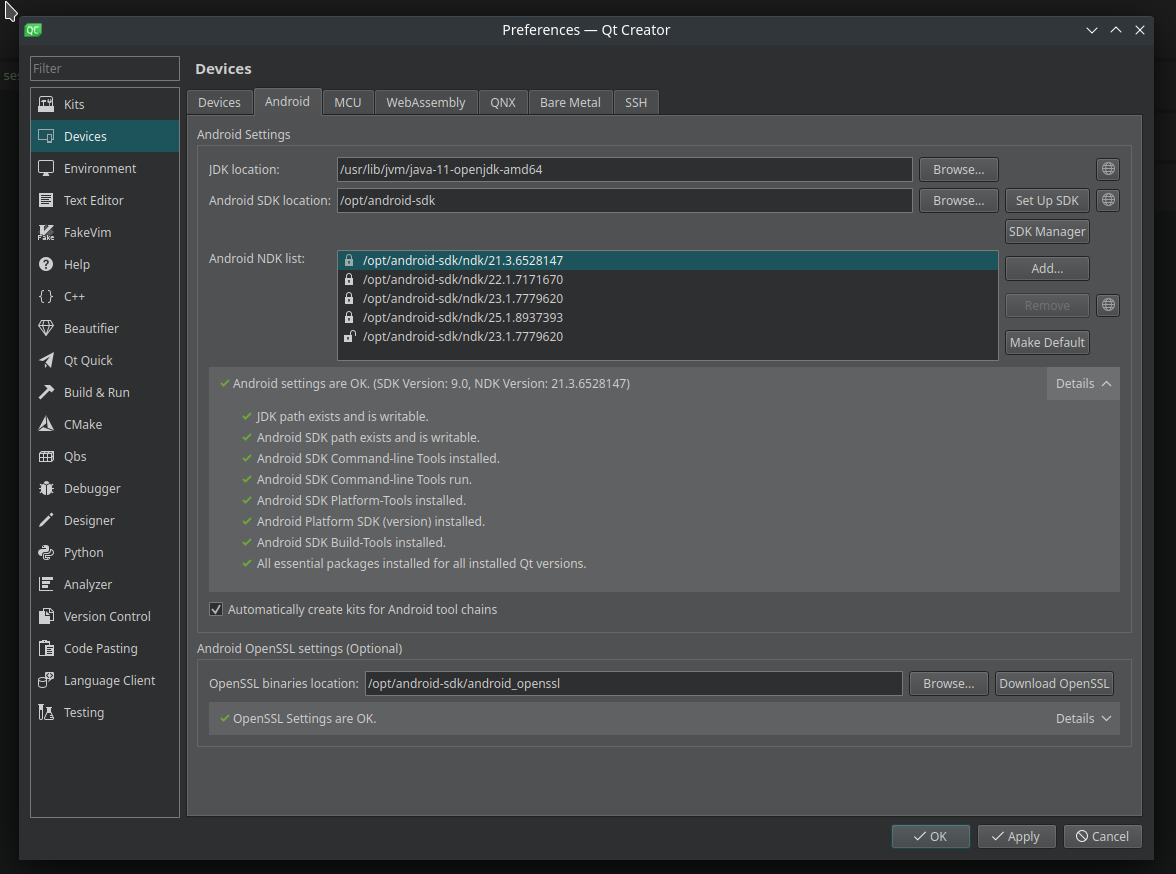 Preferences — Qt Creator
Filter
Devices
Kits
Devices
Environment
Text Editor
FakeVim
Help
C++
Beautifier
Qt Quick
Build & Run
CMake
Qbs
Debugger
Designer
Python
Analyzer
Version Control
Code Pasting
Language Client
Testing
Devices Android MCU WebAssembly QNX Bare Metal SSH
Android Settings
JDK location: /usr/lib/jvm/java-11-openjdk-amd64 Browse...
Android SDK location: /opt/android-sdk Browse... Set Up SDK
SDK Manager
Android NDK list: /opt/android-sdk/ndk/21.3.6528147
/opt/android-sdk/ndk/22.1.7171670
/opt/android-sdk/ndk/23.1.7779620
/opt/android-sdk/ndk/25.1.8937393
/opt/android-sdk/ndk/23.1.7779620
Add...
Remove
Make Default
Android settings are OK. (SDK Version: 9.0, NDK Version: 21.3.6528147) Details
JDK path exists and is writable.
Android SDK path exists and is writable.
Android SDK Command-line Tools installed.
Android SDK Command-line Tools run.
Android SDK Platform-Tools installed.
Android Platform SDK (version) installed.
Android SDK Build-Tools installed.
All essential packages installed for all installed Qt versions.
Automatically create kits for Android tool chains
Android OpenSSL settings (Optional)
OpenSSL binaries location: /opt/android-sdk/android_openssl Browse... Download OpenSSL
OpenSSL Settings are OK. Details
OK Apply Cancel